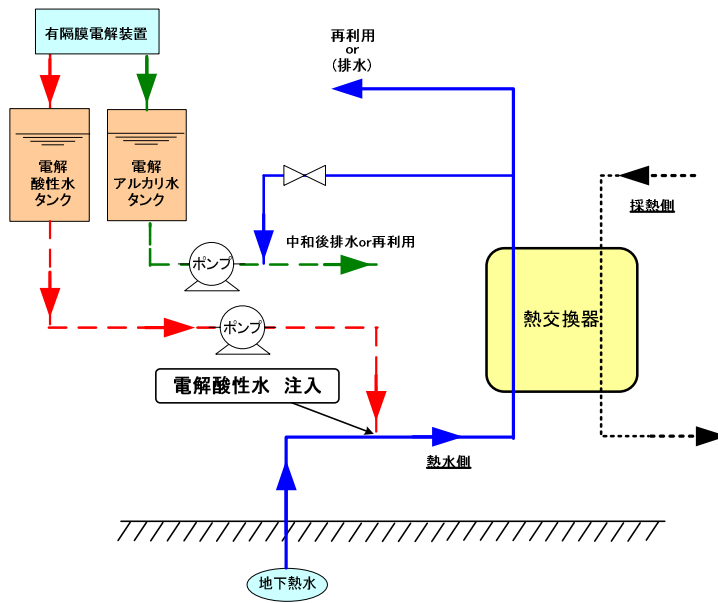 有隔膜電解装置
再利用
or
(排水)
電解
酸性水
タンク
電解
アルカリ水
タンク
採熱側
中和後排水or再利用
ポンプ
熱交換器
ポンプ
電解酸性水　注入
熱水側
地下熱水